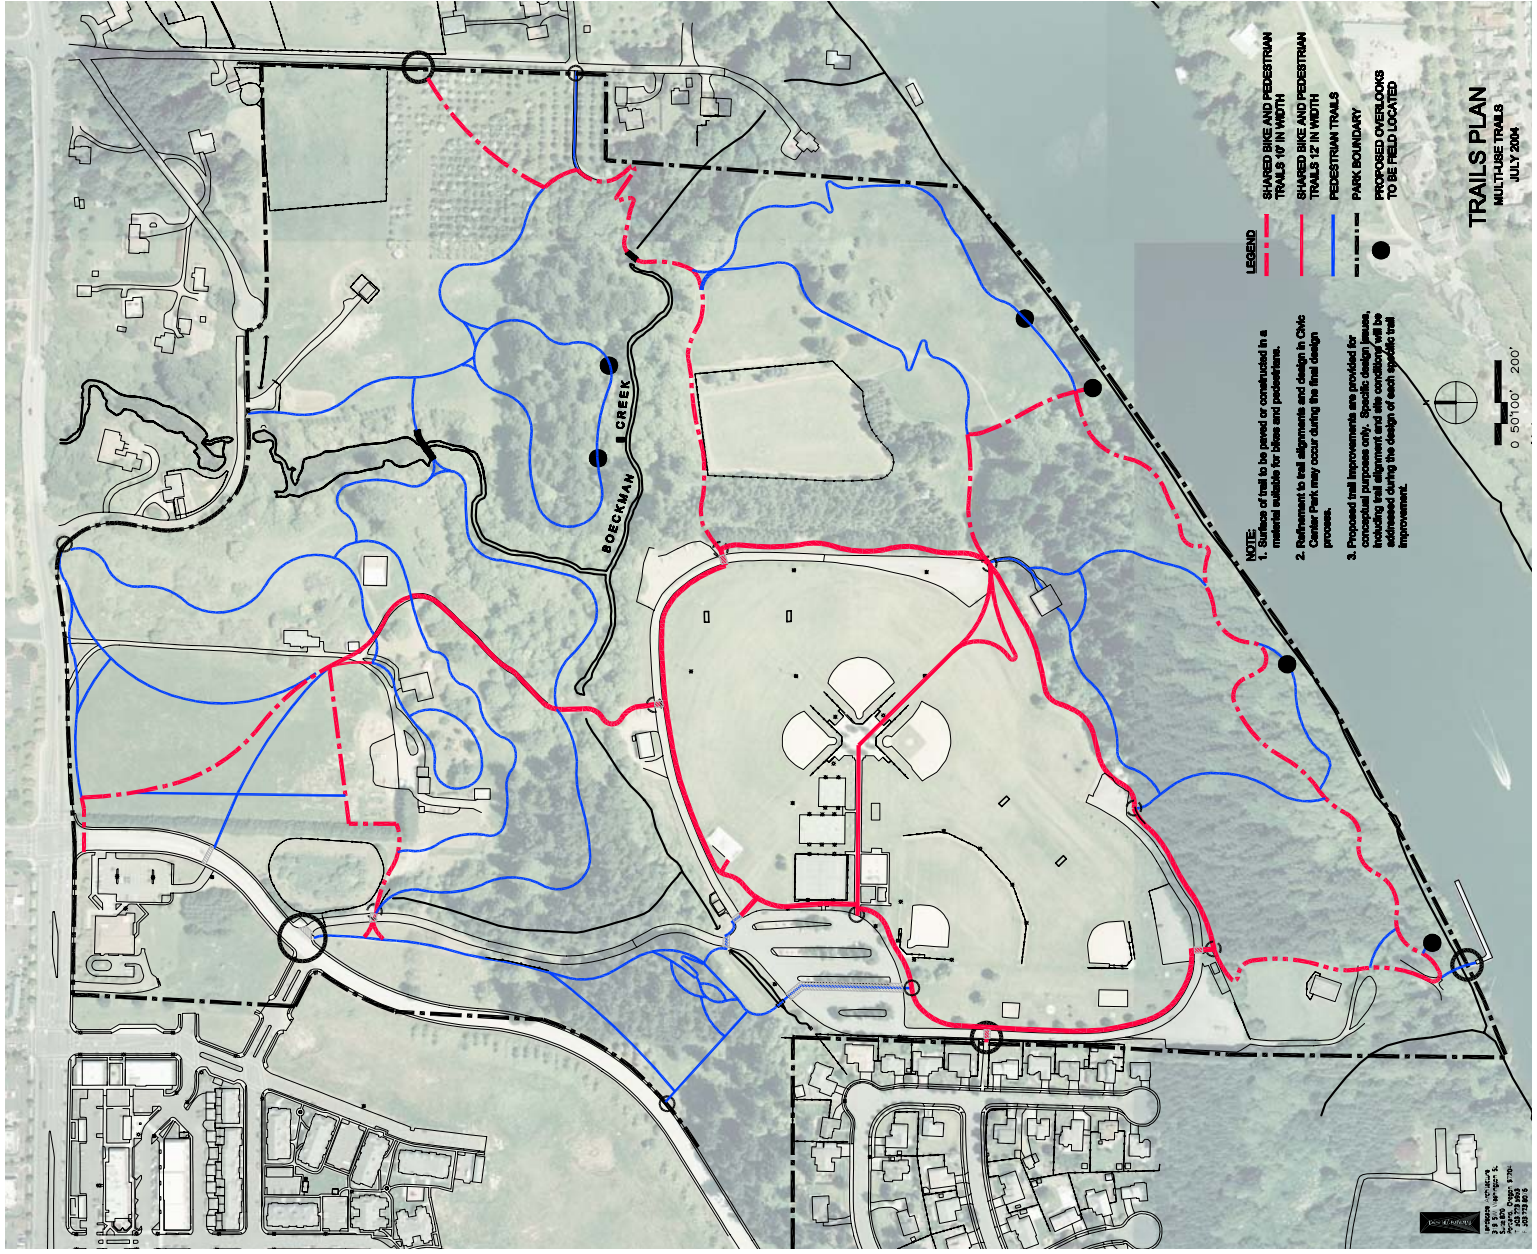 TRAILS PLAN
MULTI-USE TRAILS
JULY 2004
LEGEND
SHARED BIKE AND PEDESTRIAN
TRAILS 10' IN WIDTH
SHARED BIKE AND PEDESTRIAN
TRAILS 12' IN WIDTH
PEDESTRIAN TRAILS
PARK BOUNDARY
PROPOSED OVERLOOKS
TO BE FIELD LOCATED
NOTE:
1. Surface of trail to be paved or constructed in a
material suitable for bikes and pedestrians.
2. Refinement to trail alignments and design in Civic
Center Park may occur during the final design
process.
3. Proposed trail improvements are provided for
conceptual purposes only. Specific design issues,
including trail alignment and site conditions will be
addressed during the design of each specific trail
improvement.
0 50'100' 200'
BOECKMAN CREEK